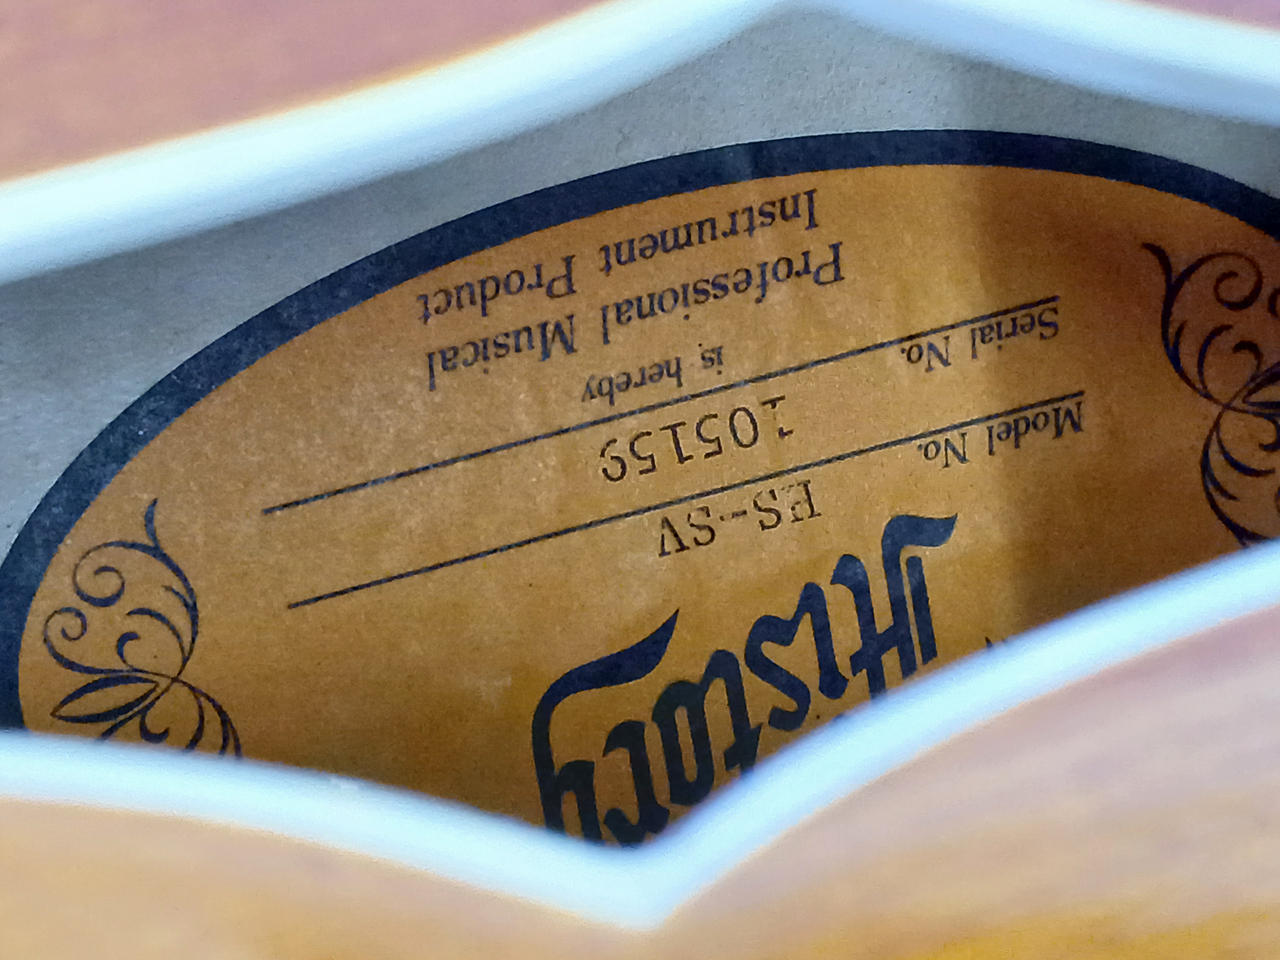 History
Model No. ES-SV
Serial No. 105159
is hereby
Professional Musical
Instrument Product